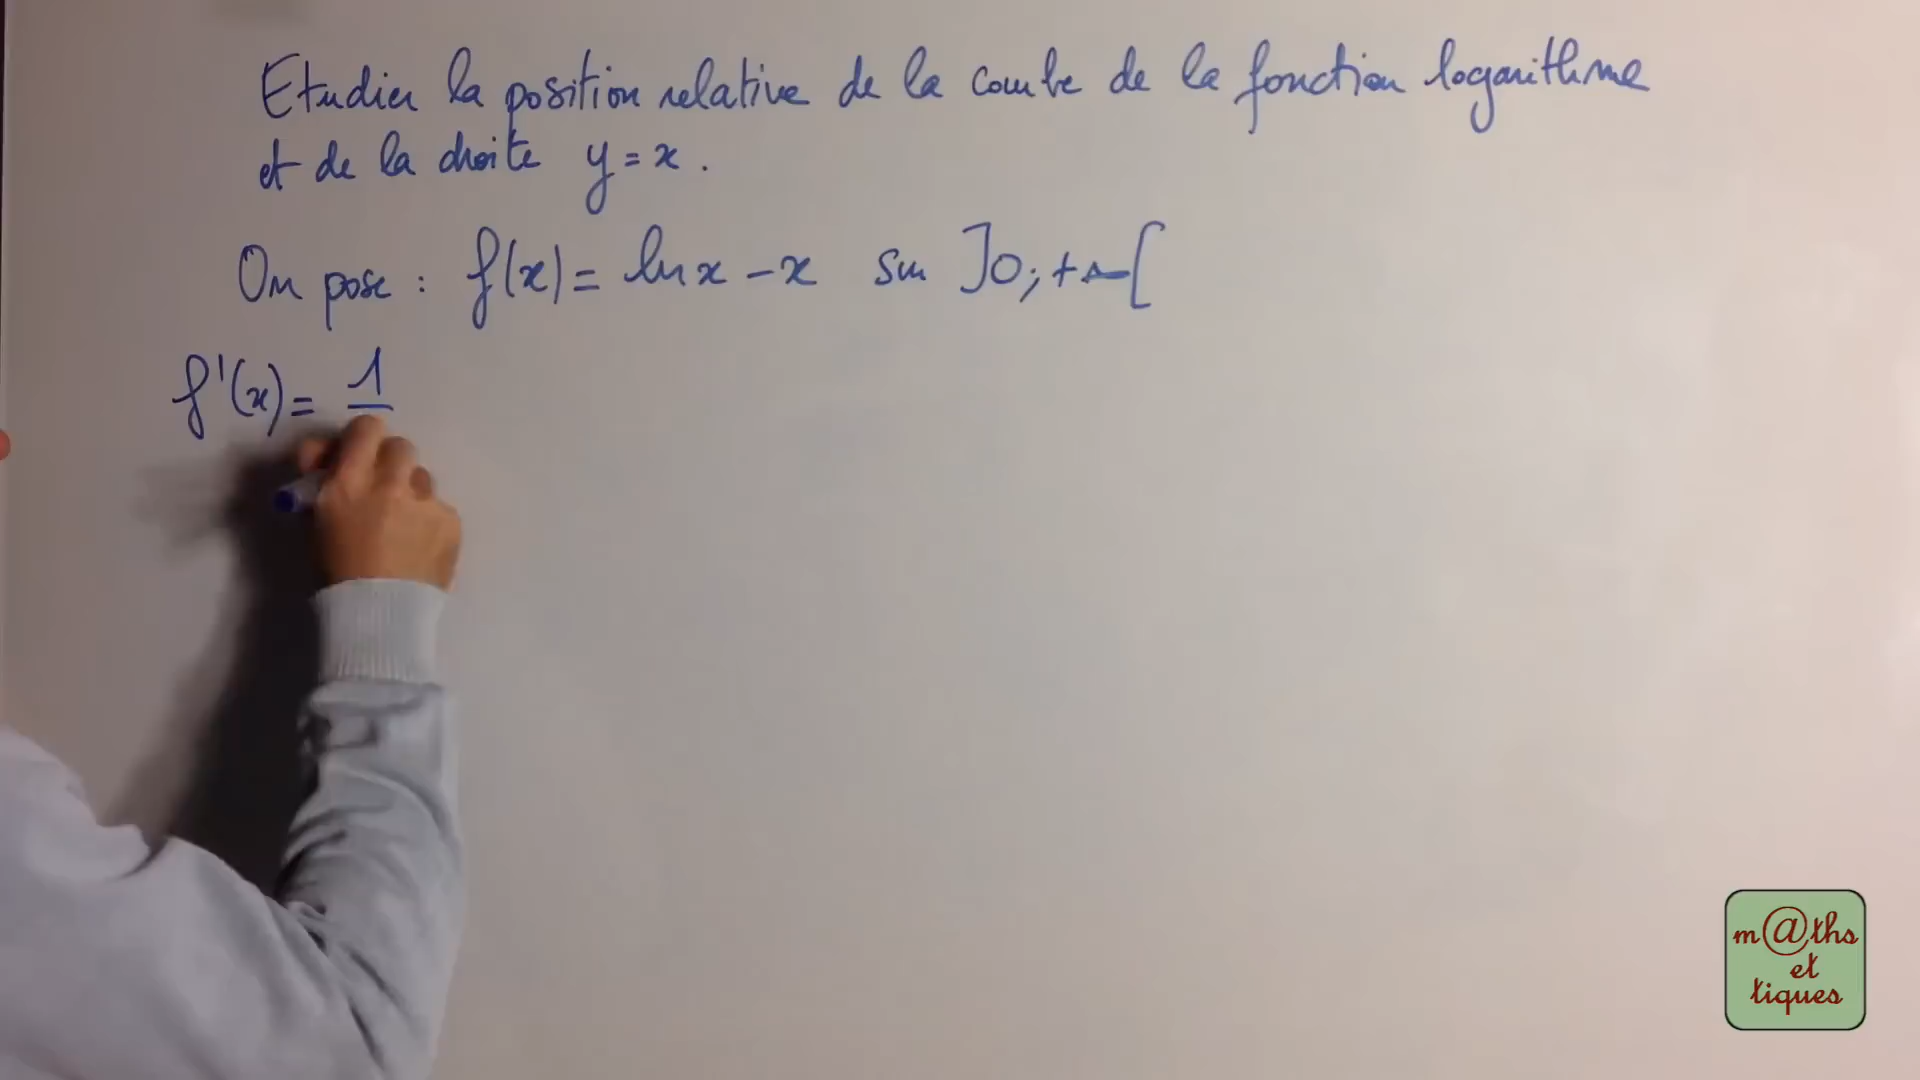 Etudier la position relative de la courbe de la fonction logarithme
et de la droite y = x.
On pose : f(x) = ln x - x sur ]0; +∞[
f'(x) = 1
m@ths
et
tiques